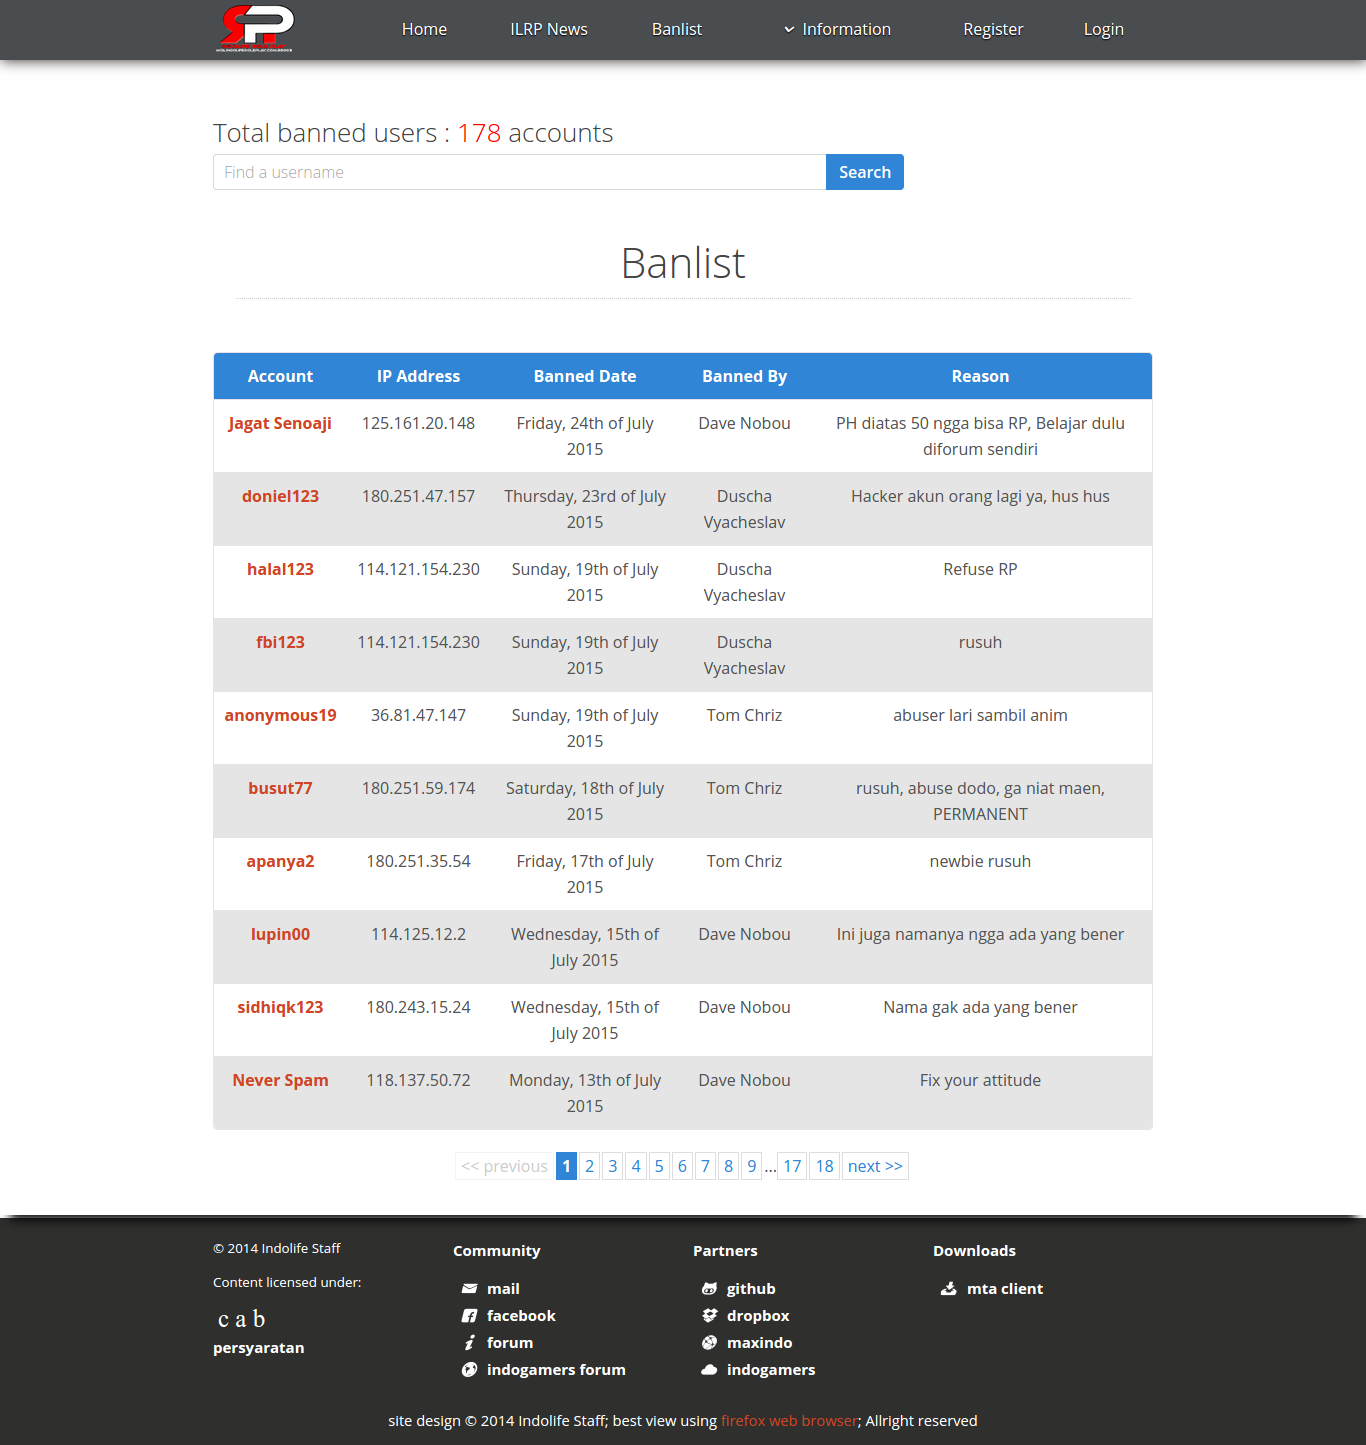 RP
Home ILRP News Banlist Information Register Login
Total banned users : 178 accounts
Find a username Search
Banlist
Account IP Address Banned Date Banned By Reason
Jagat Senoaji 125.161.20.148 Friday, 24th of July Dave Nobou PH diatas 50 ngga bisa RP, Belajar dulu
2015 diforum sendiri
doniel123 180.251.47.157 Thursday, 23rd of July Duscha Hacker akun orang lagi ya, hus hus
2015 Vyacheslav
halal123 114.121.154.230 Sunday, 19th of July Duscha Refuse RP
2015 Vyacheslav
fbi123 114.121.154.230 Sunday, 19th of July Duscha rusuh
2015 Vyacheslav
anonymous19 36.81.47.147 Sunday, 19th of July Tom Chriz abuser lari sambil anim
2015
busut77 180.251.59.174 Saturday, 18th of July Tom Chriz rusuh, abuse dodo, ga niat maen,
2015 PERMANENT
apanya2 180.251.35.54 Friday, 17th of July Tom Chriz newbie rusuh
2015
lupin00 114.125.12.2 Wednesday, 15th of Dave Nobou Ini juga namanya ngga ada yang bener
July 2015
sidhiqk123 180.243.15.24 Wednesday, 15th of Dave Nobou Nama gak ada yang bener
July 2015
Never Spam 118.137.50.72 Monday, 13th of July Dave Nobou Fix your attitude
2015
<< previous 1 2 3 4 5 6 7 8 9 ... 17 18 next >>
© 2014 Indolife Staff Community Partners Downloads
Content licensed under: mail github mta client
c a b facebook dropbox
persyaratan forum maxindo
indogamers forum indogamers
site design © 2014 Indolife Staff; best view using firefox web browser; Allright reserved